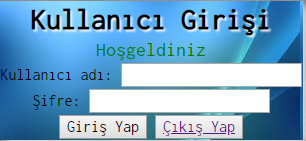 Kullanıcı Girişi
Hoşgeldiniz
Kullanıcı adı:
Şifre:
Giriş Yap Çıkış Yap